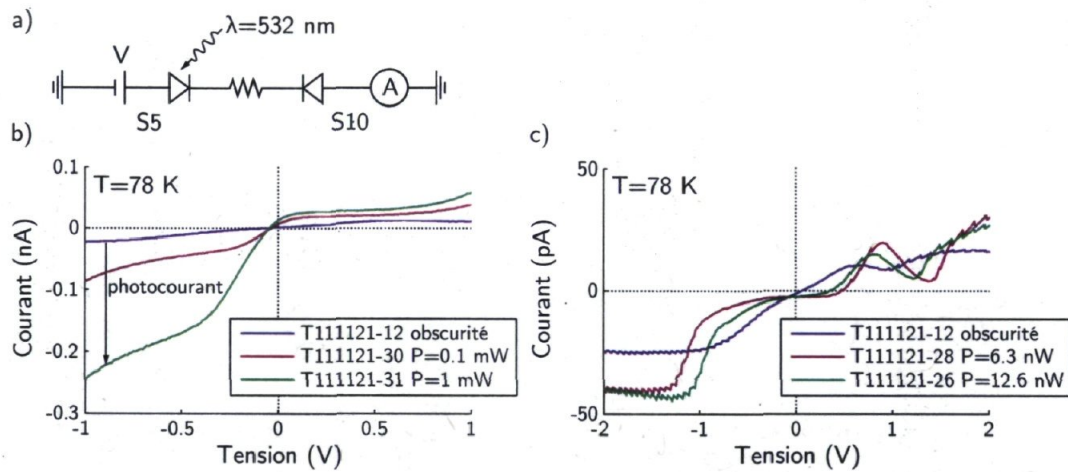 a)
λ=532 nm
V
A
S5
S10
b)
T=78 K
Courant (nA)
0.1
0
-0.1
-0.2
-0.3
photocourant
T111121-12 obscurité
T111121-30 P=0.1 mW
T111121-31 P=1 mW
-1
-0.5
0
0.5
1
Tension (V)
c)
T=78 K
Courant (pA)
50
0
-50
T111121-12 obscurité
T111121-28 P=6.3 nW
T111121-26 P=12.6 nW
-2
-1
0
1
2
Tension (V)